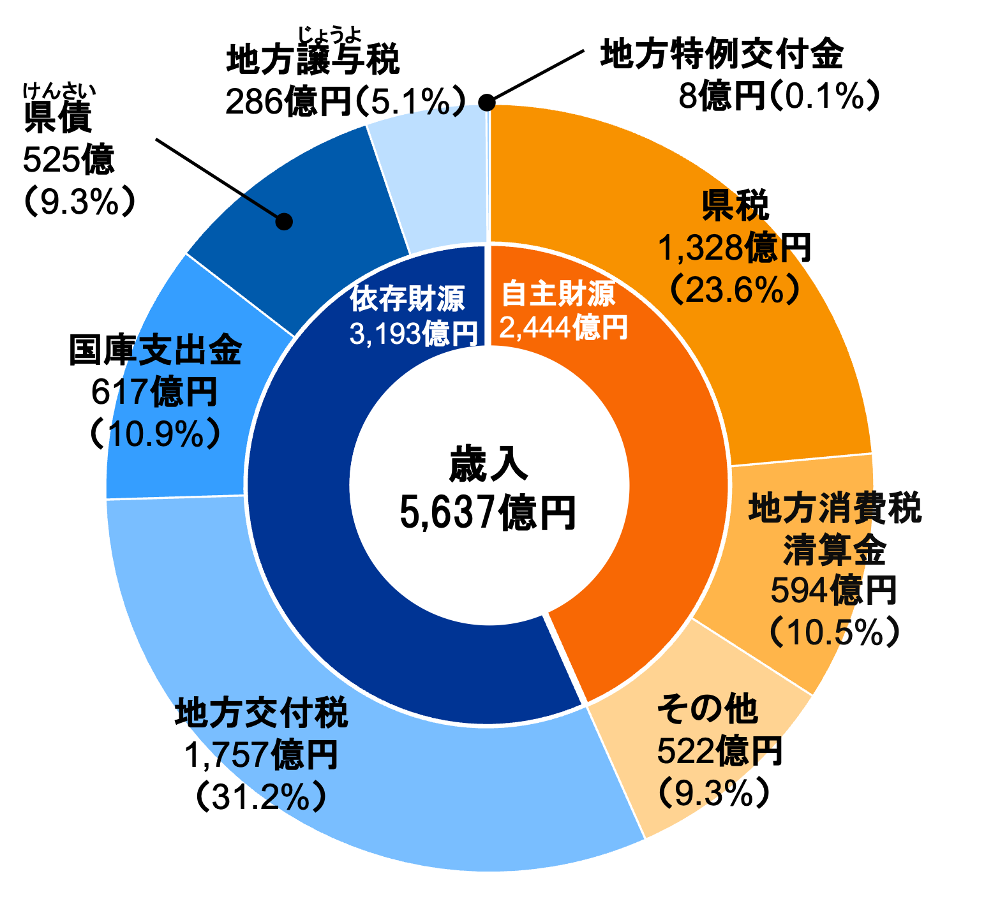 じょうよ
地方譲与税
286億円(5.1%)
地方特例交付金
8億円(0.1%)
けんさい
県債
525億
(9.3%)
県税
1,328億円
(23.6%)
依存財源
3,193億円
自主財源
2,444億円
国庫支出金
617億円
(10.9%)
歳入
5,637億円
地方消費税
清算金
594億円
(10.5%)
地方交付税
1,757億円
(31.2%)
その他
522億円
(9.3%)